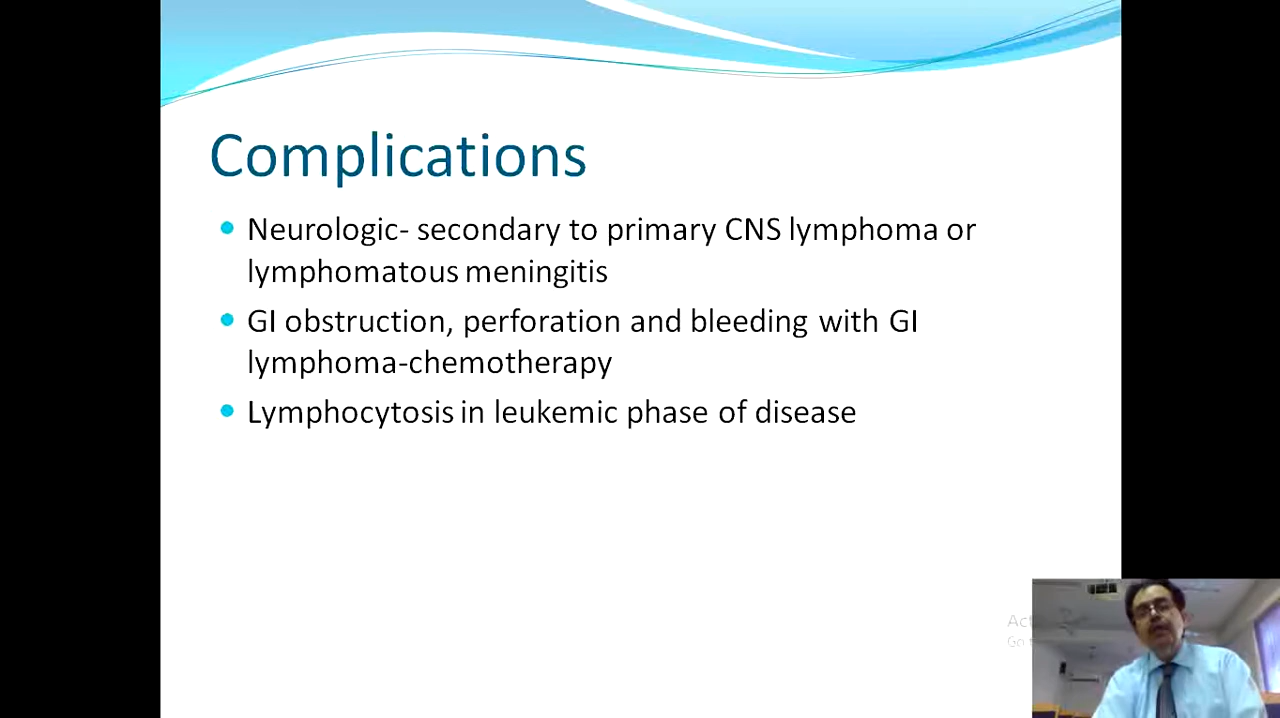 Complications
Neurologic- secondary to primary CNS lymphoma or
lymphomatous meningitis
GI obstruction, perforation and bleeding with GI
lymphoma-chemotherapy
Lymphocytosis in leukemic phase of disease